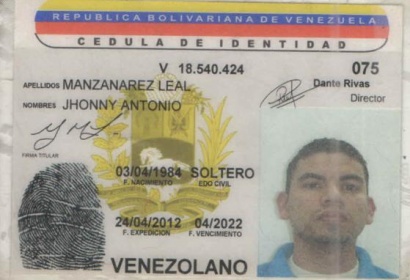 REPUBLICA BOLIVARIANA DE VENEZUELA
CEDULA DE IDENTIDAD
V 18.540.424 075
APELLIDOS MANZANAREZ LEAL
Dante Rivas
Director
NOMBRES JHONNY ANTONIO
FIRMA TITULAR
03/04/1984 SOLTERO
F. NACIMIENTO EDO CIVIL
24/04/2012 04/2022
F. EXPEDICION F. VENCIMIENTO
VENEZOLANO